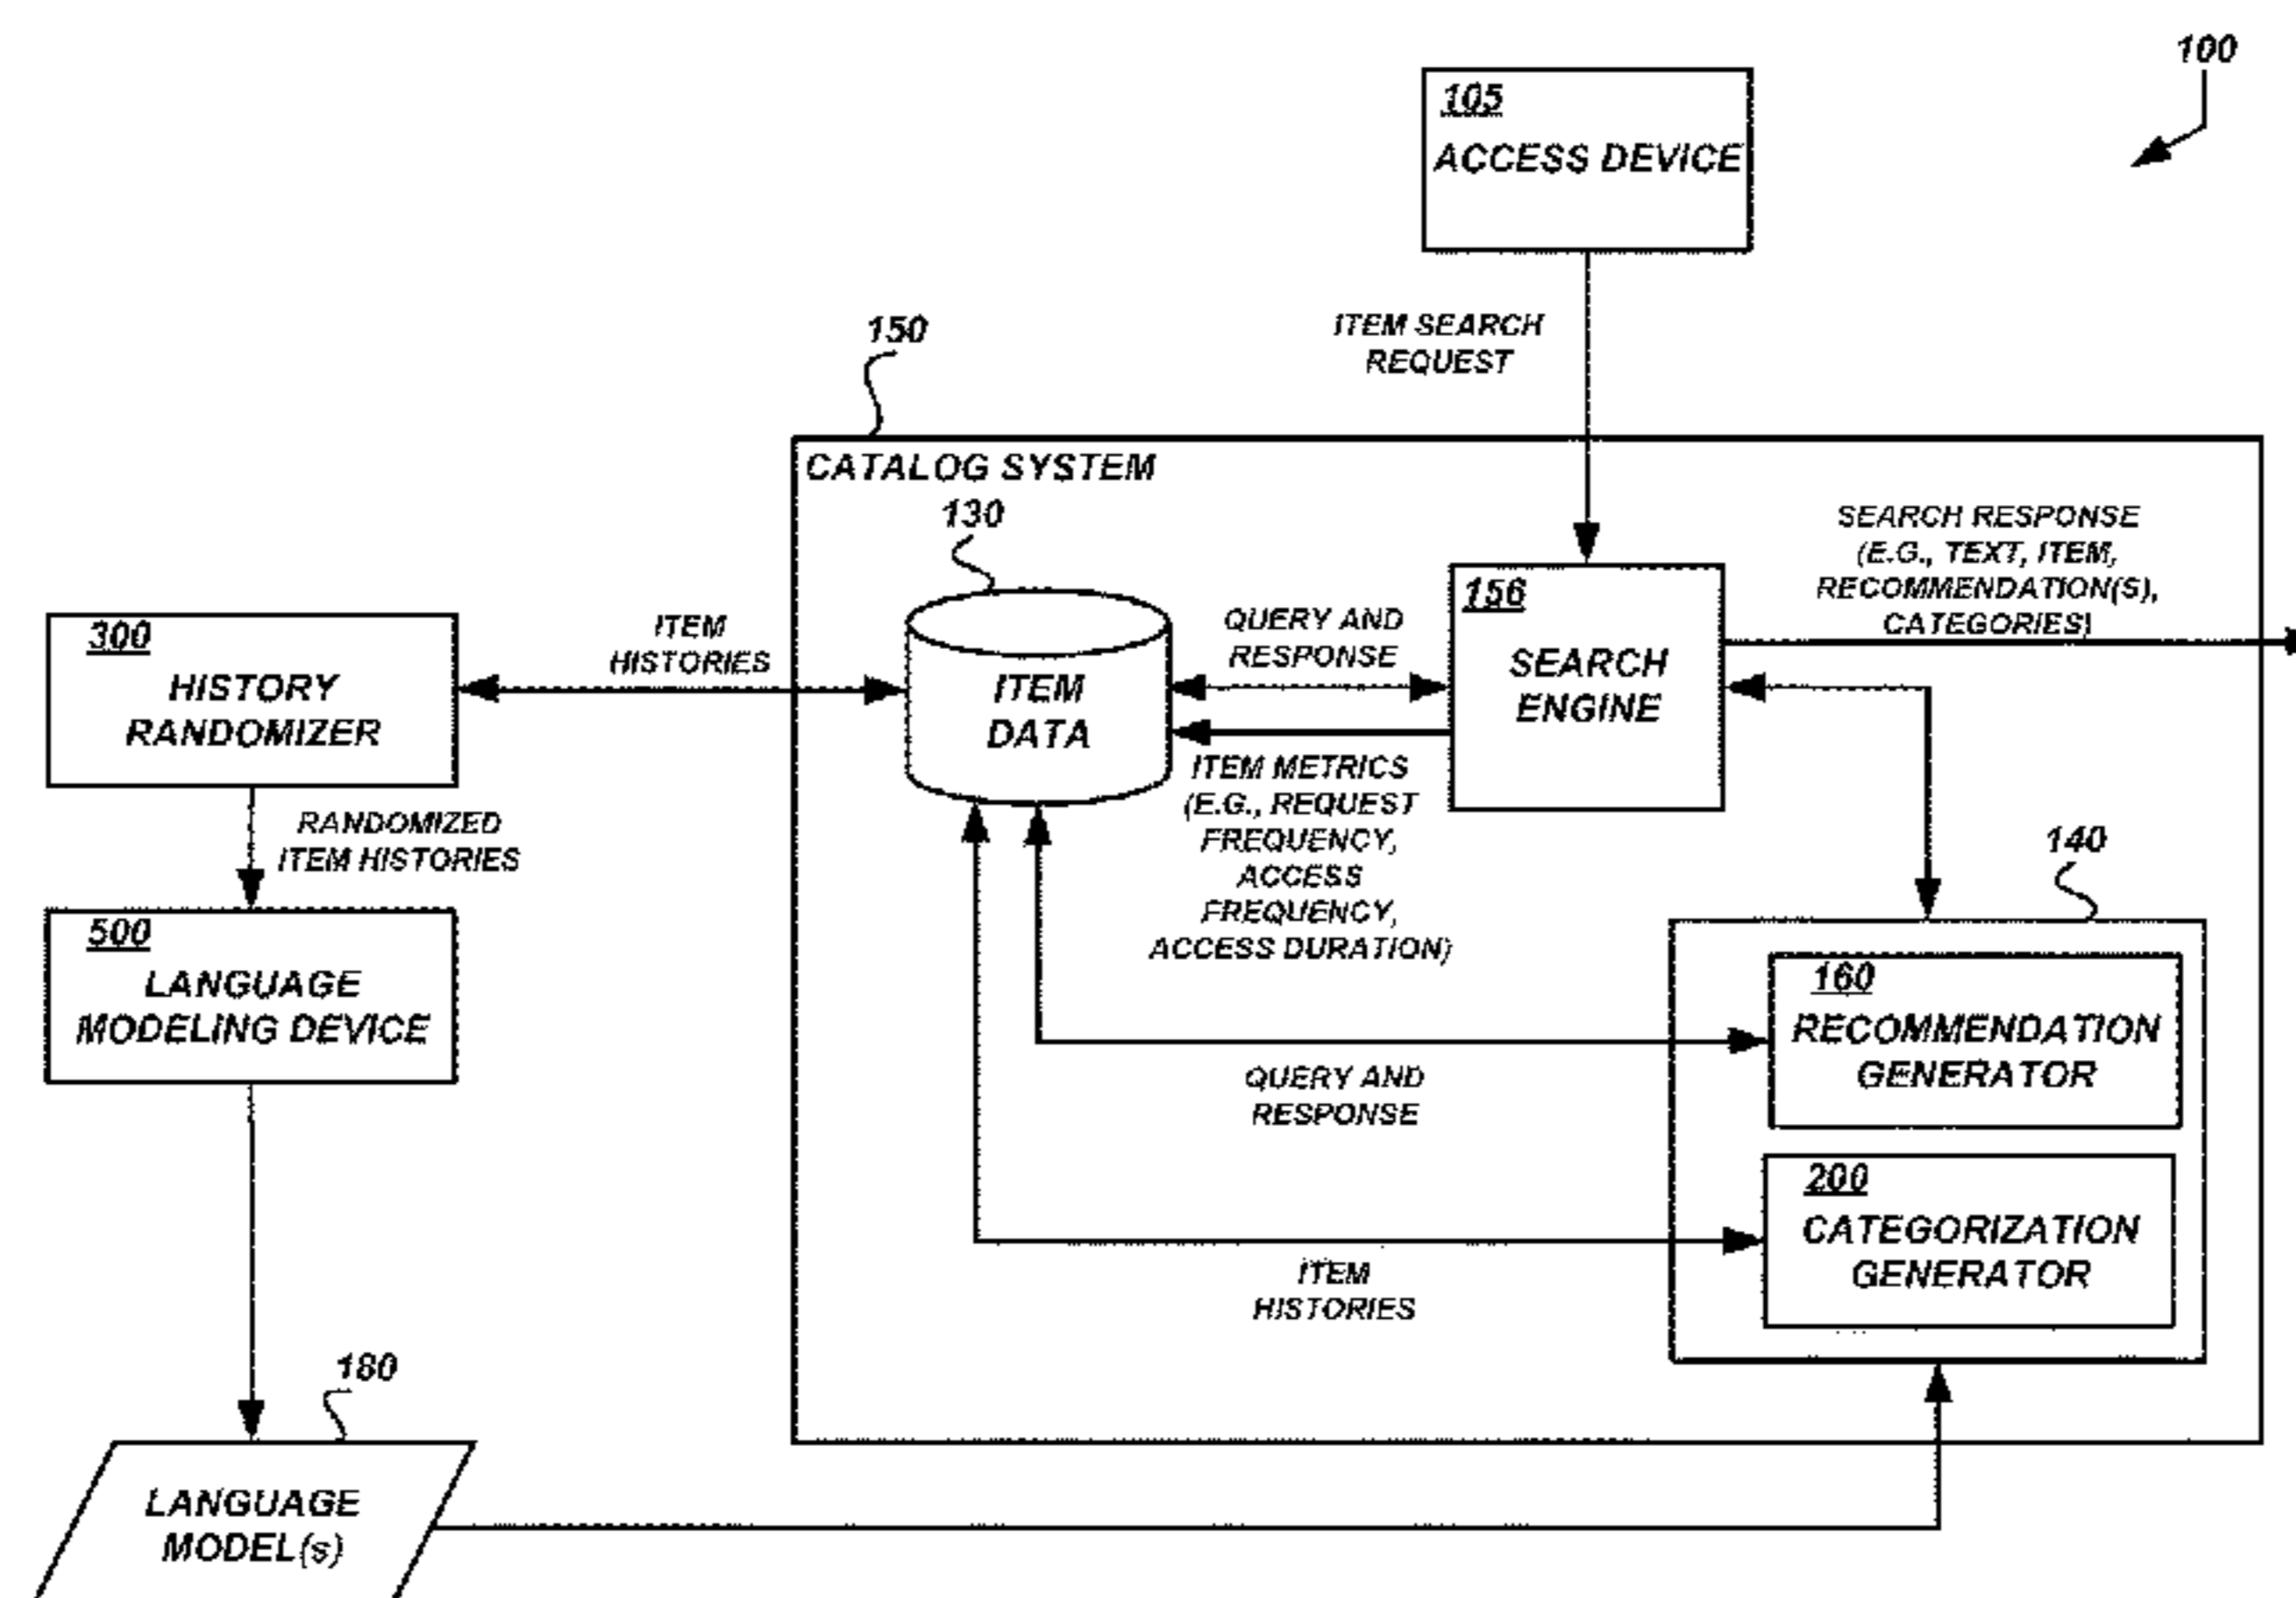 100
105
ACCESS DEVICE
ITEM SEARCH
REQUEST
150
CATALOG SYSTEM
130
ITEM
DATA
QUERY AND
RESPONSE
156
SEARCH
ENGINE
SEARCH RESPONSE
(E.G., TEXT, ITEM,
RECOMMENDATION(S),
CATEGORIES)
ITEM
HISTORIES
300
HISTORY
RANDOMIZER
RANDOMIZED
ITEM HISTORIES
ITEM METRICS
(E.G., REQUEST
FREQUENCY,
ACCESS
FREQUENCY,
ACCESS DURATION)
140
500
LANGUAGE
MODELING DEVICE
160
RECOMMENDATION
GENERATOR
QUERY AND
RESPONSE
200
CATEGORIZATION
GENERATOR
ITEM
HISTORIES
180
LANGUAGE
MODEL(s)